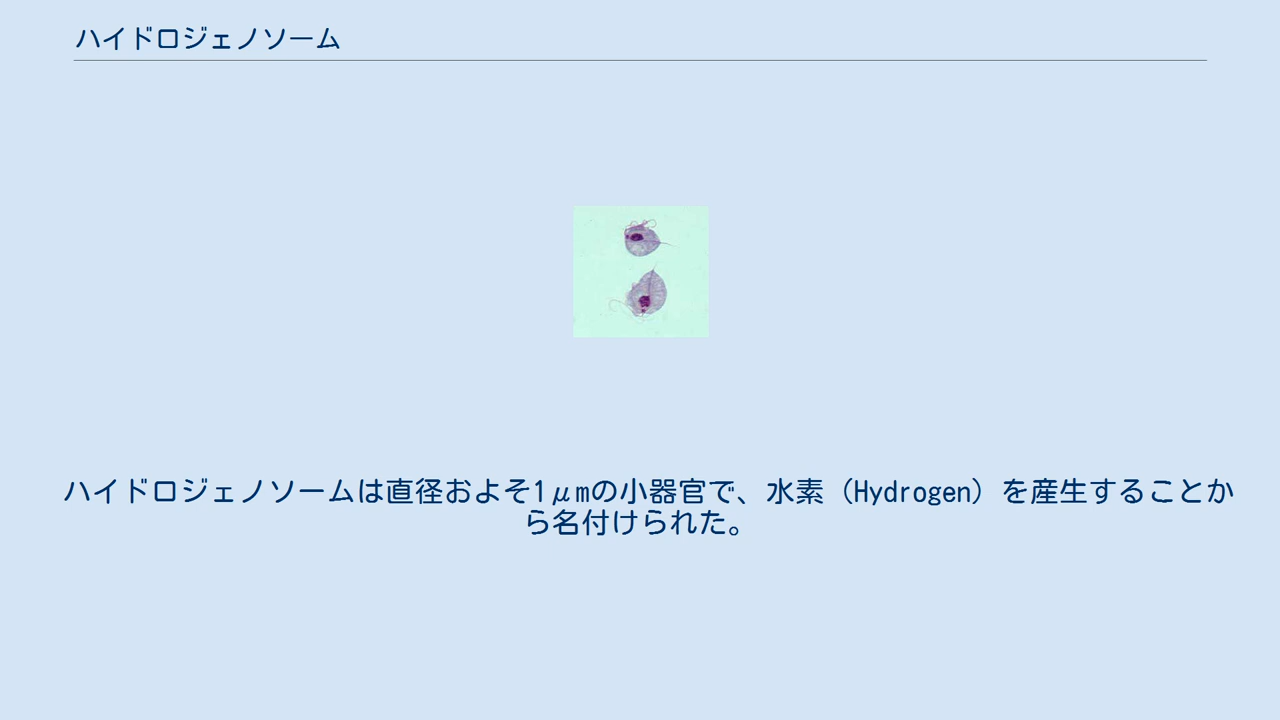 ハイドロジェノソーム
ハイドロジェノソームは直径およそ1μmの小器官で、水素（Hydrogen）を産生することか
ら名付けられた。